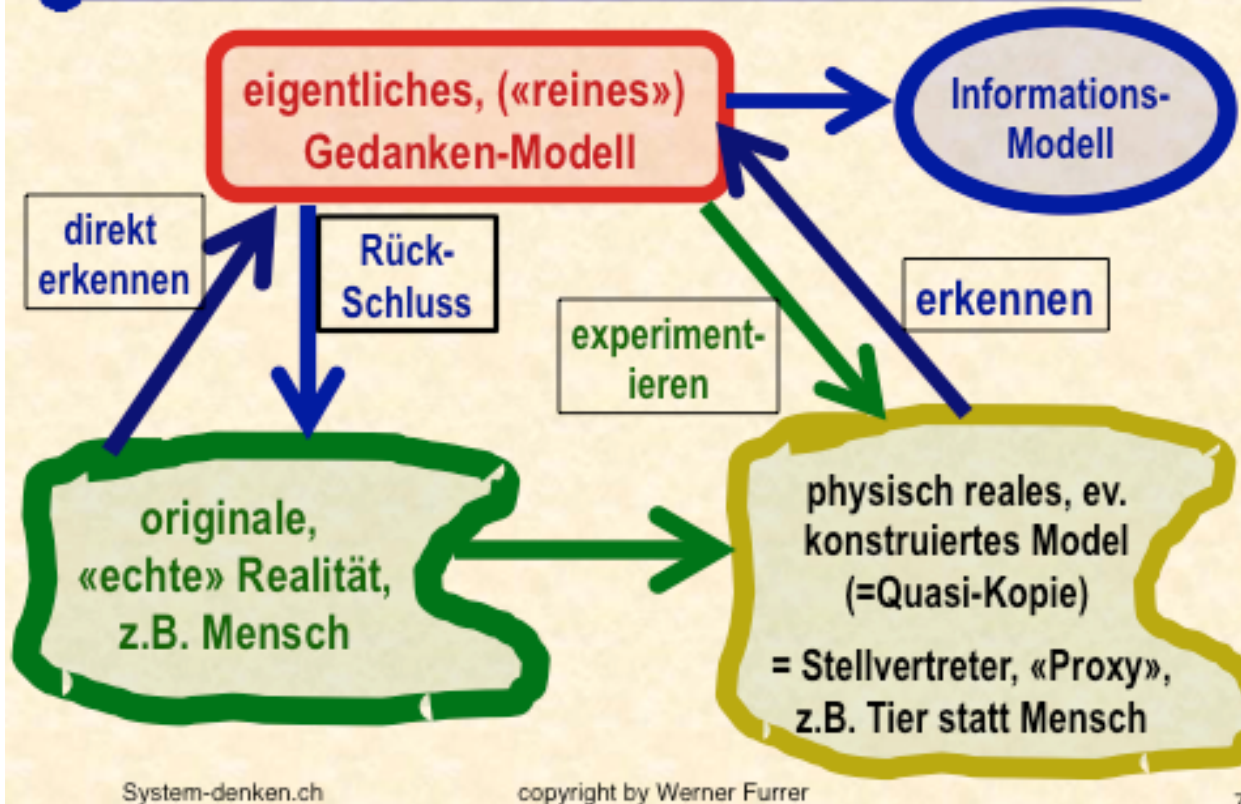 eigentliches, («reines»)
Gedanken-Modell
Informations-
Modell
direkt
erkennen
Rück-
Schluss
experiment-
ieren
erkennen
originale,
«echte» Realität,
z.B. Mensch
physisch reales, ev.
konstruiertes Model
(=Quasi-Kopie)
= Stellvertreter, «Proxy»,
z.B. Tier statt Mensch
System-denken.ch
copyright by Werner Furrer